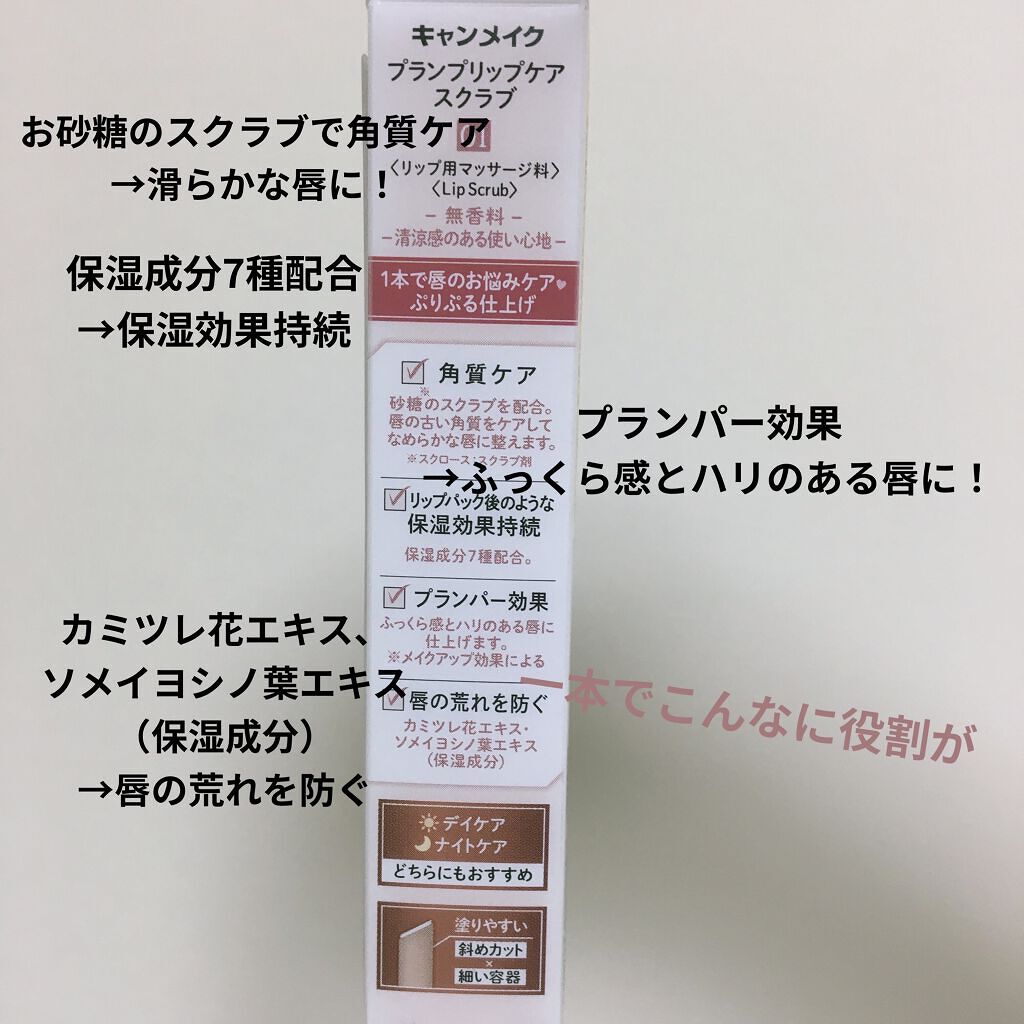 キャンメイク
プランプリップケア
スクラブ
01
〈リップ用マッサージ料〉
〈Lip Scrub〉
- 無香料 -
- 清涼感のある使い心地 -
1本で唇のお悩みケア♥
ぷりぷる仕上げ
角質ケア
※
砂糖のスクラブを配合。
唇の古い角質をケアして
なめらかな唇に整えます。
※スクロース:スクラブ剤
リップパック後のような
保湿効果持続
保湿成分7種配合。
プランパー効果
ふっくら感とハリのある唇に
仕上げます。
※メイクアップ効果による
唇の荒れを防ぐ
カミツレ花エキス・
ソメイヨシノ葉エキス
(保湿成分)
デイケア
ナイトケア
どちらにもおすすめ
塗りやすい
斜めカット
×
細い容器
お砂糖のスクラブで角質ケア
→滑らかな唇に！
保湿成分7種配合
→保湿効果持続
プランパー効果
→ふっくら感とハリのある唇に！
カミツレ花エキス、
ソメイヨシノ葉エキス
（保湿成分）
→唇の荒れを防ぐ
一本でこんなに役割が